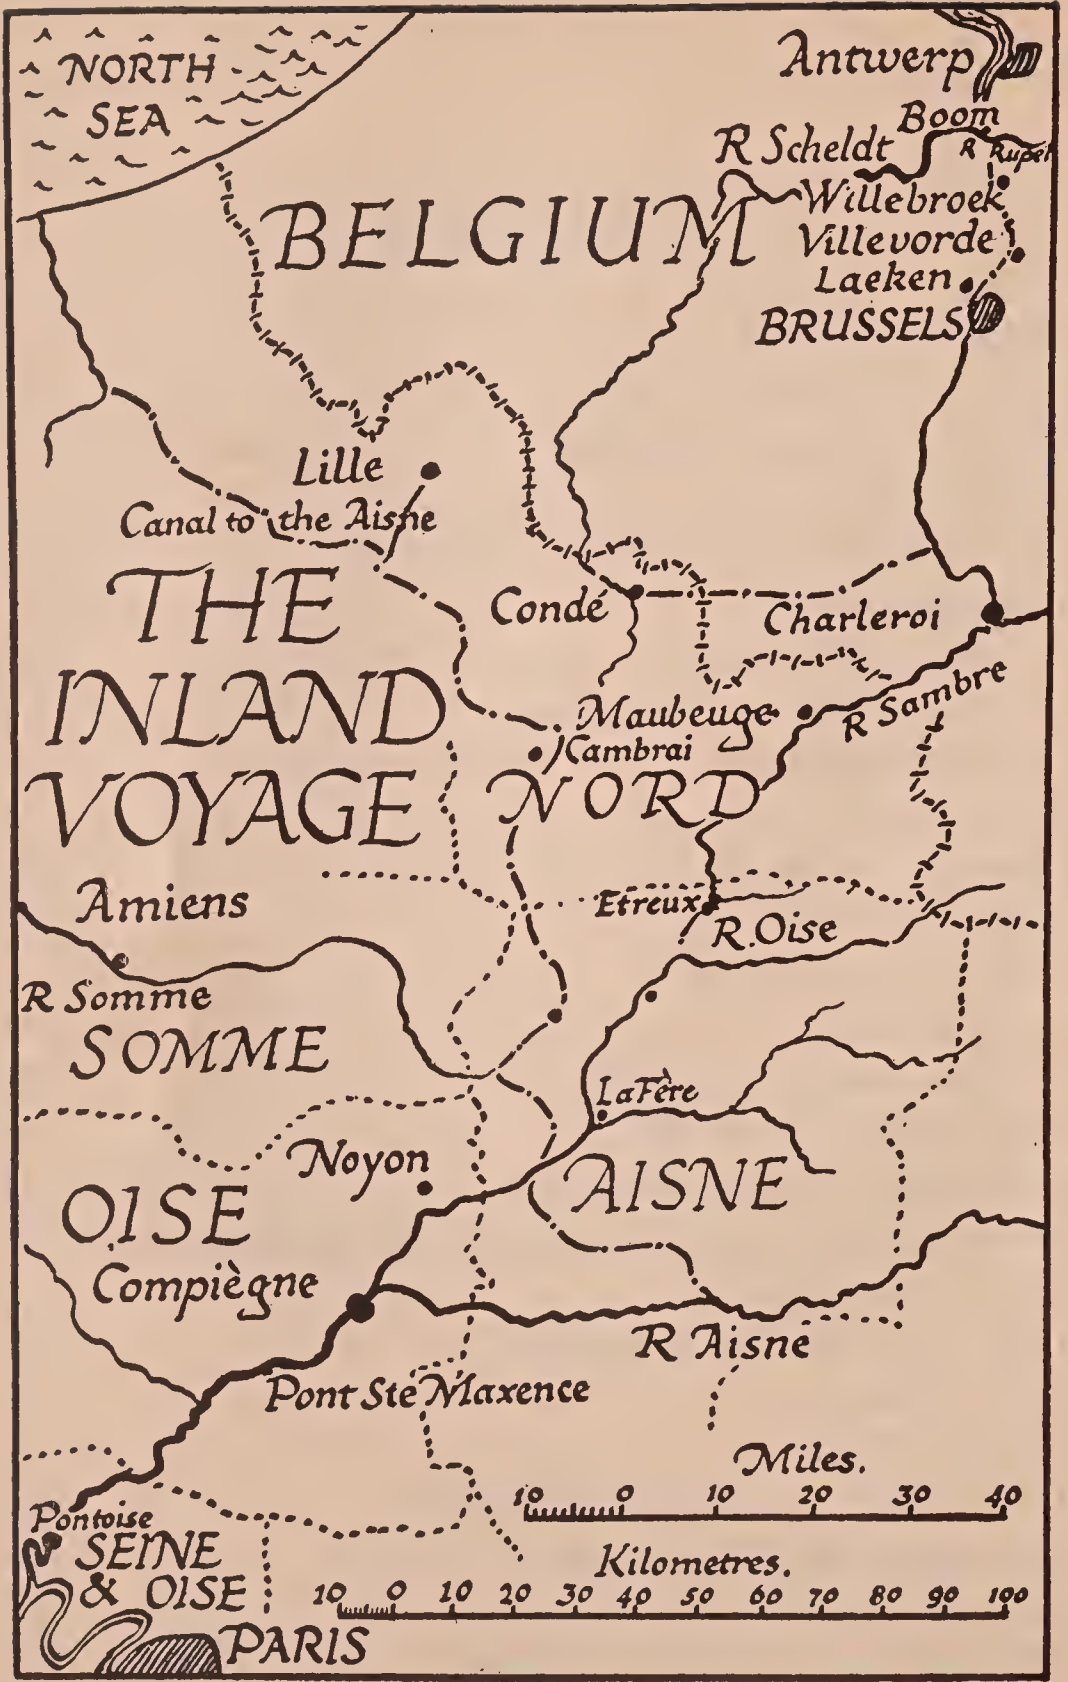 NORTH
SEA
Antwerp
Boom
R Scheldt
R Rupel
Willebroek
BELGIUM
Villevorde
Laeken
BRUSSELS
Lille
Canal to the Aisne
THE
INLAND
VOYAGE
Condé
Charleroi
Maubeuge
R Sambre
Cambrai
NORD
Amiens
Etreux
R. Oise
R Somme
SOMME
La Fère
Noyon
AISNE
OISE
Compiègne
R Aisne
Pont Ste Maxence
Miles.
10 0 10 20 30 40
Pontoise
SEINE
& OISE
Kilometres.
10 0 10 20 30 40 50 60 70 80 90 100
PARIS